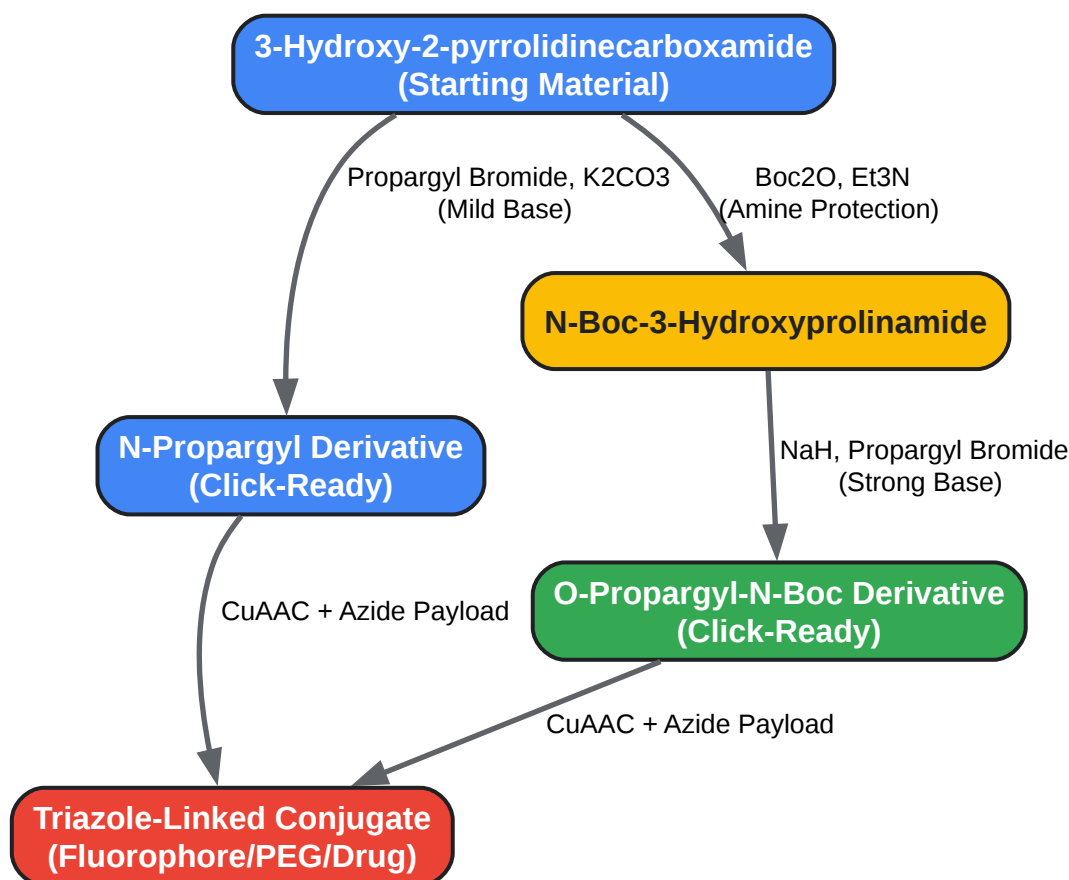 3-Hydroxy-2-pyrrolidinecarboxamide
(Starting Material)
Propargyl Bromide, K2CO3
(Mild Base)
Boc2O, Et3N
(Amine Protection)
N-Boc-3-Hydroxyprolinamide
N-Propargyl Derivative
(Click-Ready)
NaH, Propargyl Bromide
(Strong Base)
O-Propargyl-N-Boc Derivative
(Click-Ready)
CuAAC + Azide Payload
CuAAC + Azide Payload
Triazole-Linked Conjugate
(Fluorophore/PEG/Drug)